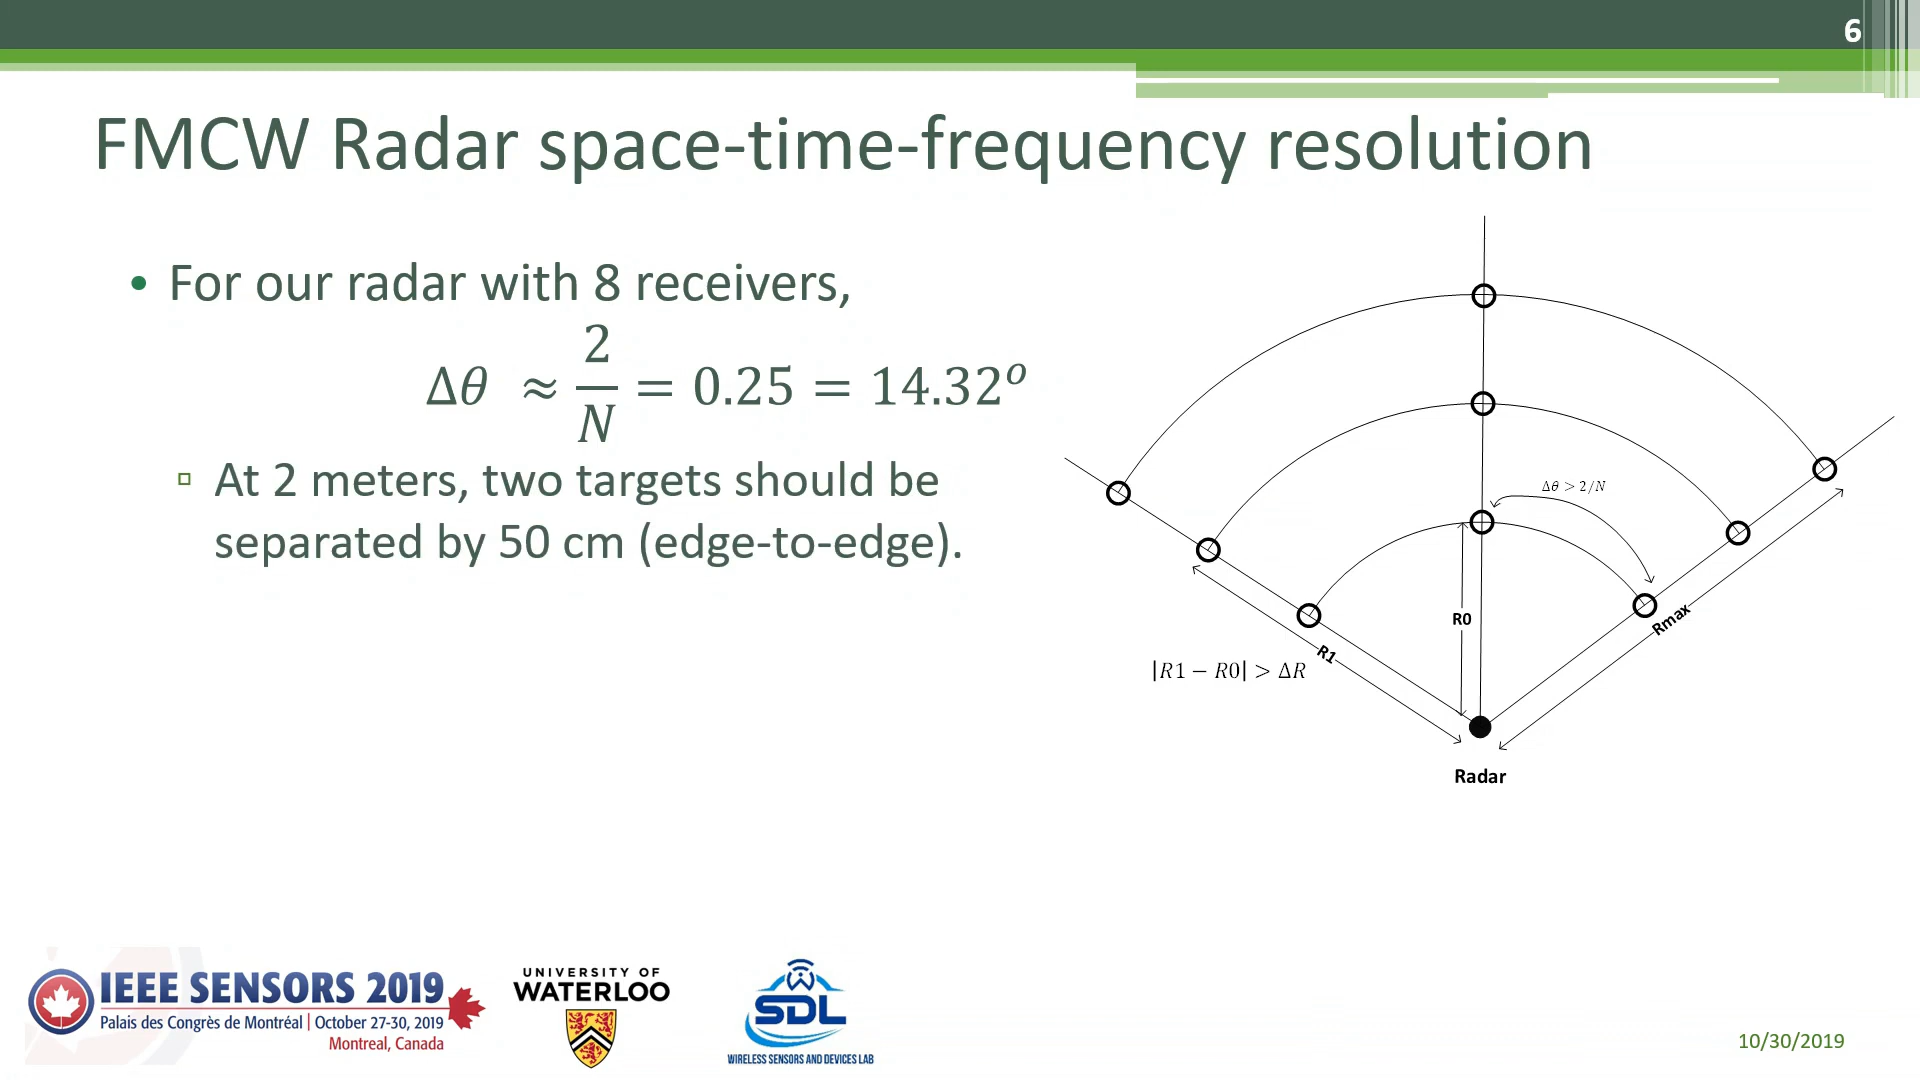 6
FMCW Radar space-time-frequency resolution
• For our radar with 8 receivers,
Δθ ≈ 2/N = 0.25 = 14.32°
▫ At 2 meters, two targets should be
separated by 50 cm (edge-to-edge).
Δθ > 2/N
R0
Rmax
R1
|R1 − R0| > ΔR
Radar
IEEE SENSORS 2019
Palais des Congrès de Montréal | October 27-30, 2019
Montreal, Canada
UNIVERSITY OF
WATERLOO
SDL
WIRELESS SENSORS AND DEVICES LAB
10/30/2019